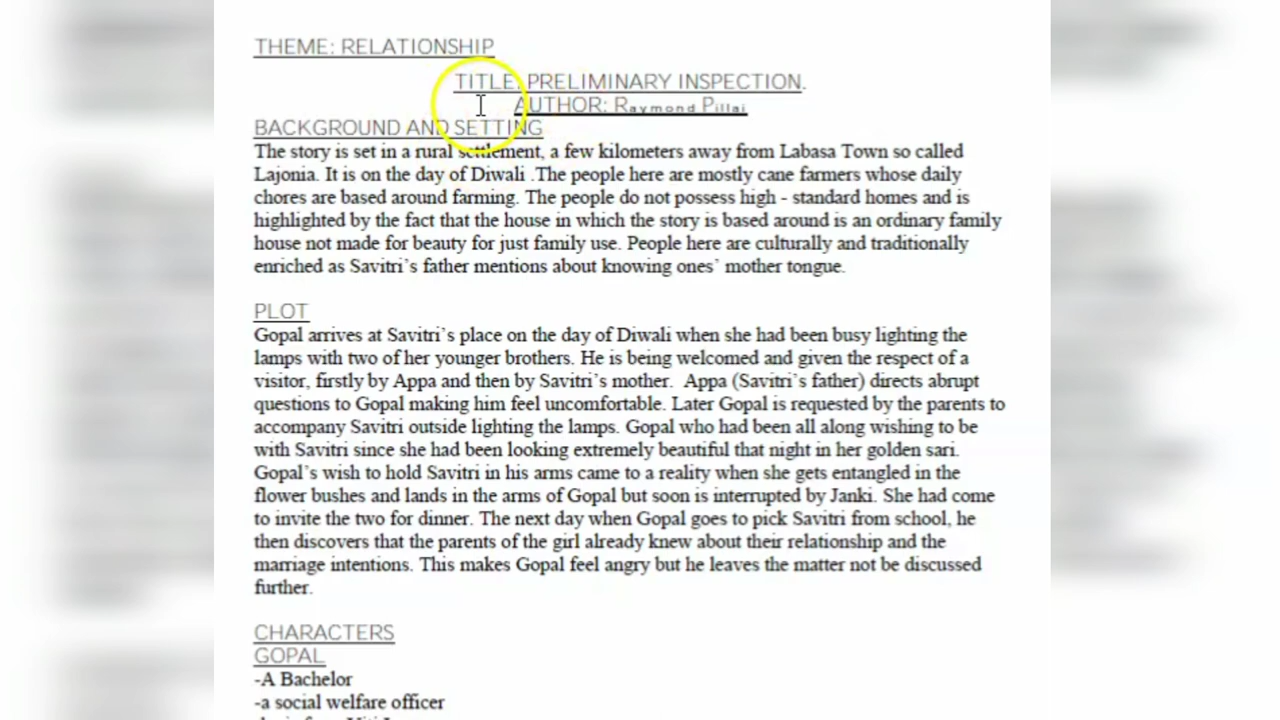 THEME: RELATIONSHIP
TITLE: PRELIMINARY INSPECTION.
AUTHOR: Raymond Pillai
BACKGROUND AND SETTING
The story is set in a rural settlement, a few kilometers away from Labasa Town so called
Lajonia. It is on the day of Diwali .The people here are mostly cane farmers whose daily
chores are based around farming. The people do not possess high - standard homes and is
highlighted by the fact that the house in which the story is based around is an ordinary family
house not made for beauty for just family use. People here are culturally and traditionally
enriched as Savitri's father mentions about knowing ones' mother tongue.
PLOT
Gopal arrives at Savitri's place on the day of Diwali when she had been busy lighting the
lamps with two of her younger brothers. He is being welcomed and given the respect of a
visitor, firstly by Appa and then by Savitri's mother. Appa (Savitri's father) directs abrupt
questions to Gopal making him feel uncomfortable. Later Gopal is requested by the parents to
accompany Savitri outside lighting the lamps. Gopal who had been all along wishing to be
with Savitri since she had been looking extremely beautiful that night in her golden sari.
Gopal's wish to hold Savitri in his arms came to a reality when she gets entangled in the
flower bushes and lands in the arms of Gopal but soon is interrupted by Janki. She had come
to invite the two for dinner. The next day when Gopal goes to pick Savitri from school, he
then discovers that the parents of the girl already knew about their relationship and the
marriage intentions. This makes Gopal feel angry but he leaves the matter not be discussed
further.
CHARACTERS
GOPAL
-A Bachelor
-a social welfare officer